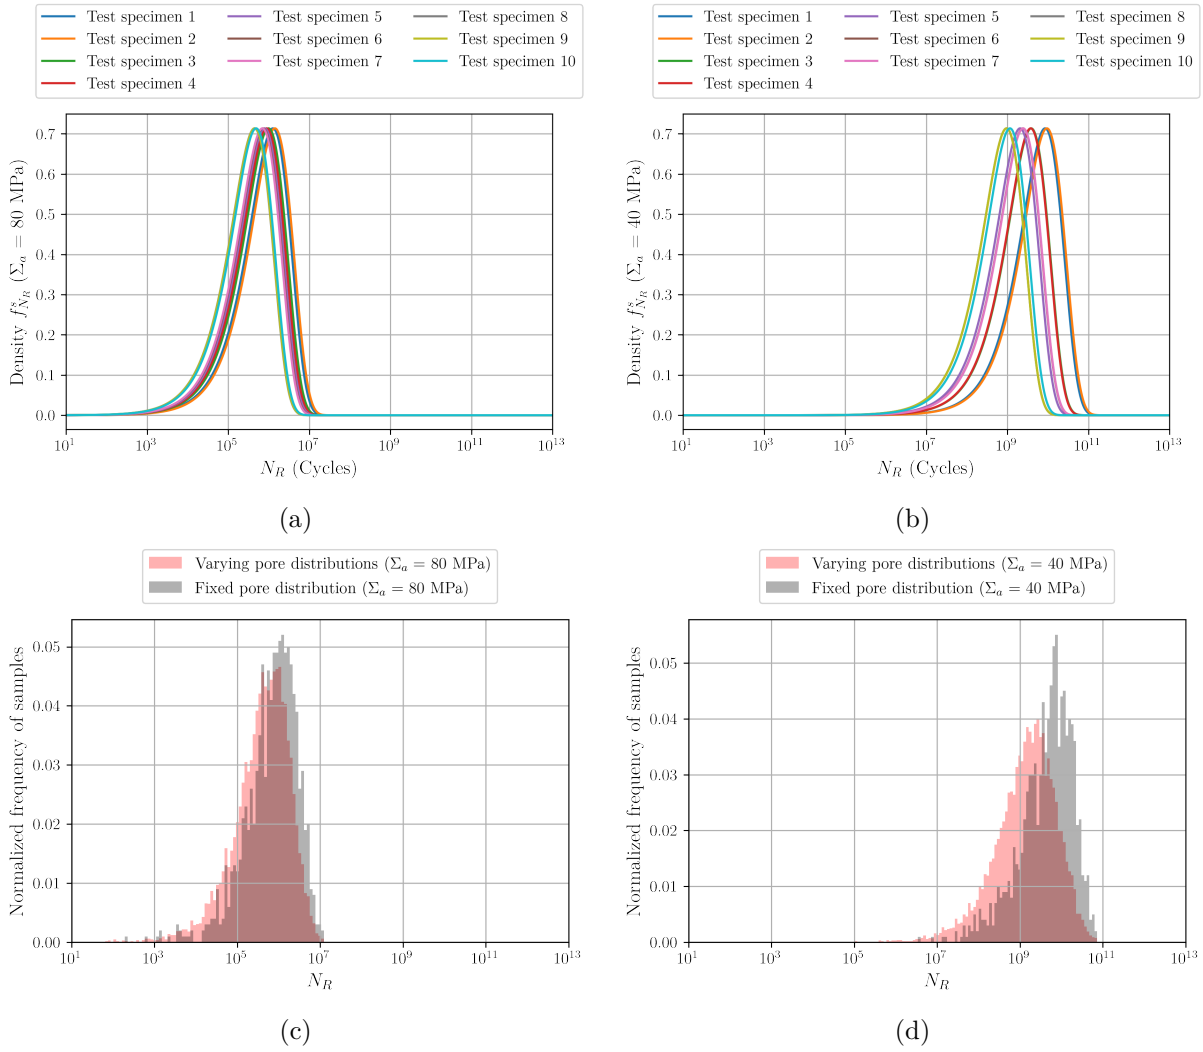 Test specimen 1
Test specimen 2
Test specimen 3
Test specimen 4
Test specimen 5
Test specimen 6
Test specimen 7
Test specimen 8
Test specimen 9
Test specimen 10
Density f^s_{N_R} (Σ_a = 80 MPa)
0.7
0.6
0.5
0.4
0.3
0.2
0.1
0.0
10^1 10^3 10^5 10^7 10^9 10^11 10^13
N_R (Cycles)
(a)
Test specimen 1
Test specimen 2
Test specimen 3
Test specimen 4
Test specimen 5
Test specimen 6
Test specimen 7
Test specimen 8
Test specimen 9
Test specimen 10
Density f^s_{N_R} (Σ_a = 40 MPa)
0.7
0.6
0.5
0.4
0.3
0.2
0.1
0.0
10^1 10^3 10^5 10^7 10^9 10^11 10^13
N_R (Cycles)
(b)
Varying pore distributions (Σ_a = 80 MPa)
Fixed pore distribution (Σ_a = 80 MPa)
Normalized frequency of samples
0.05
0.04
0.03
0.02
0.01
0.00
10^1 10^3 10^5 10^7 10^9 10^11 10^13
N_R
(c)
Varying pore distributions (Σ_a = 40 MPa)
Fixed pore distribution (Σ_a = 40 MPa)
Normalized frequency of samples
0.05
0.04
0.03
0.02
0.01
0.00
10^1 10^3 10^5 10^7 10^9 10^11 10^13
N_R
(d)